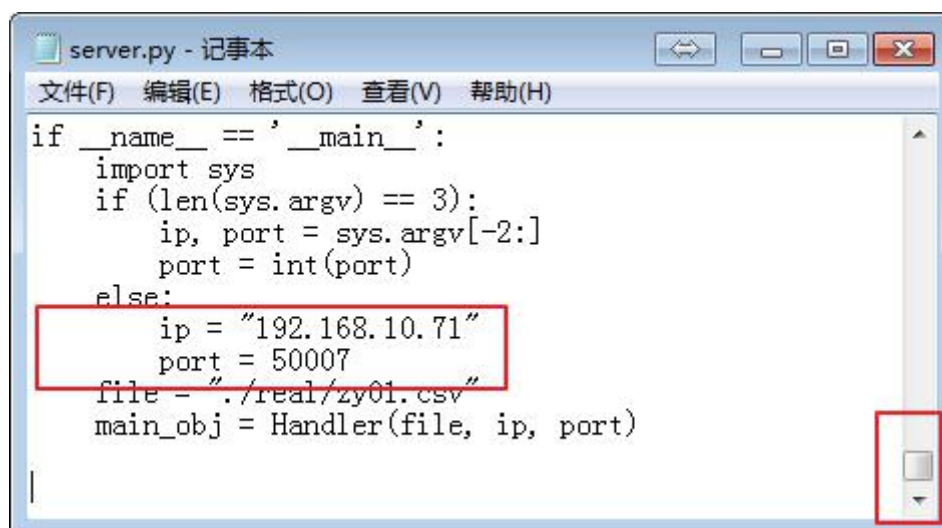 server.py - 记事本
文件(F) 编辑(E) 格式(O) 查看(V) 帮助(H)
if __name__ == '__main__':
    import sys
    if (len(sys.argv) == 3):
        ip, port = sys.argv[-2:]
        port = int(port)
    else:
        ip = "192.168.10.71"
        port = 50007
    file = "./real/zy01.csv"
    main_obj = Handler(file, ip, port)